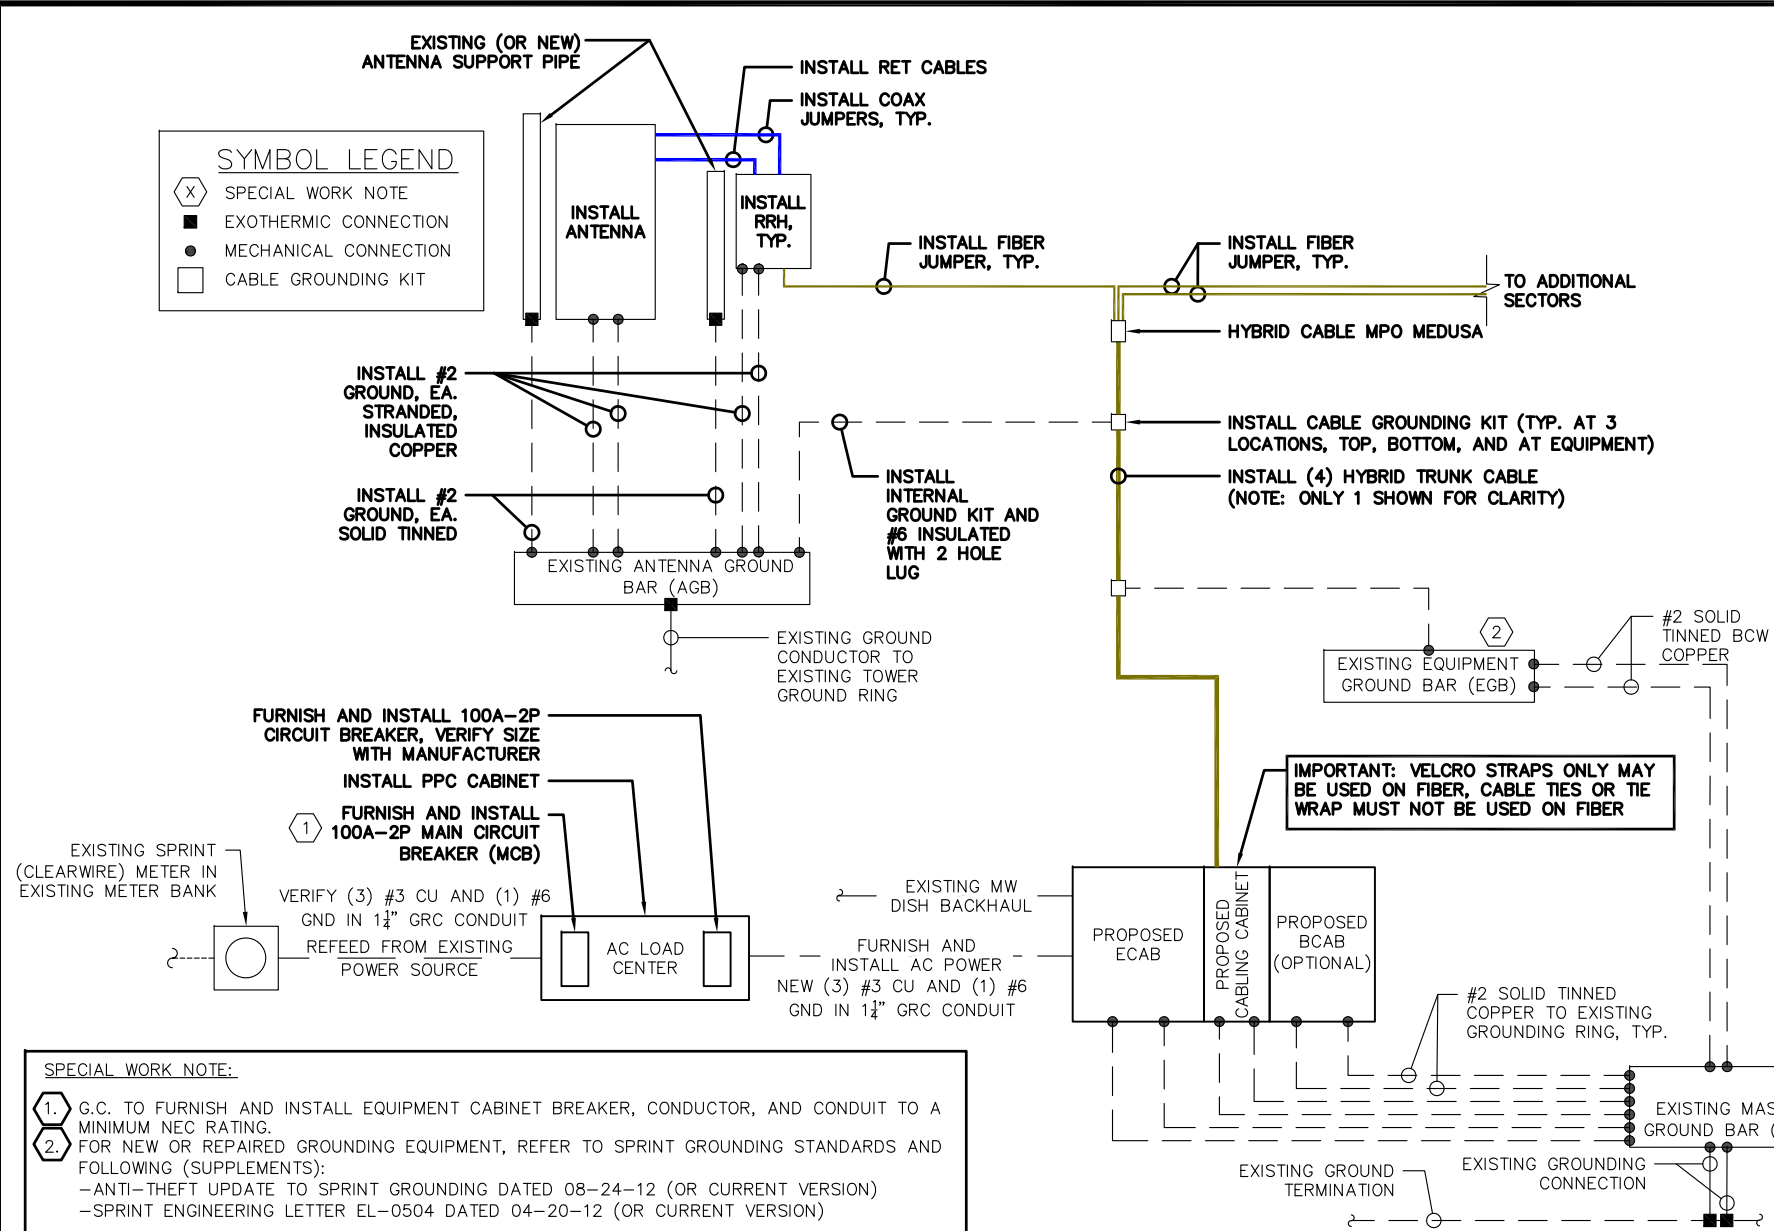 EXISTING (OR NEW)
ANTENNA SUPPORT PIPE
INSTALL RET CABLES
INSTALL COAX
JUMPERS, TYP.
SYMBOL LEGEND
X SPECIAL WORK NOTE
EXOTHERMIC CONNECTION
MECHANICAL CONNECTION
CABLE GROUNDING KIT
INSTALL
ANTENNA
INSTALL
RRH,
TYP.
INSTALL FIBER
JUMPER, TYP.
INSTALL FIBER
JUMPER, TYP.
TO ADDITIONAL
SECTORS
HYBRID CABLE MPO MEDUSA
INSTALL #2
GROUND, EA.
STRANDED,
INSULATED
COPPER
INSTALL CABLE GROUNDING KIT (TYP. AT 3
LOCATIONS, TOP, BOTTOM, AND AT EQUIPMENT)
INSTALL (4) HYBRID TRUNK CABLE
(NOTE: ONLY 1 SHOWN FOR CLARITY)
INSTALL
INTERNAL
GROUND KIT AND
#6 INSULATED
WITH 2 HOLE
LUG
INSTALL #2
GROUND, EA.
SOLID TINNED
EXISTING ANTENNA GROUND
BAR (AGB)
EXISTING GROUND
CONDUCTOR TO
EXISTING TOWER
GROUND RING
2
#2 SOLID
TINNED BCW
COPPER
EXISTING EQUIPMENT
GROUND BAR (EGB)
FURNISH AND INSTALL 100A-2P
CIRCUIT BREAKER, VERIFY SIZE
WITH MANUFACTURER
INSTALL PPC CABINET
1
FURNISH AND INSTALL
100A-2P MAIN CIRCUIT
BREAKER (MCB)
IMPORTANT: VELCRO STRAPS ONLY MAY
BE USED ON FIBER, CABLE TIES OR TIE
WRAP MUST NOT BE USED ON FIBER
EXISTING SPRINT
(CLEARWIRE) METER IN
EXISTING METER BANK
VERIFY (3) #3 CU AND (1) #6
GND IN 1¼" GRC CONDUIT
REFEED FROM EXISTING
POWER SOURCE
AC LOAD
CENTER
EXISTING MW
DISH BACKHAUL
FURNISH AND
INSTALL AC POWER
NEW (3) #3 CU AND (1) #6
GND IN 1¼" GRC CONDUIT
PROPOSED
ECAB
PROPOSED
CABLING CABINET
PROPOSED
BCAB
(OPTIONAL)
#2 SOLID TINNED
COPPER TO EXISTING
GROUNDING RING, TYP.
EXISTING MAS
GROUND BAR (
EXISTING GROUND
TERMINATION
EXISTING GROUNDING
CONNECTION
SPECIAL WORK NOTE:
1. G.C. TO FURNISH AND INSTALL EQUIPMENT CABINET BREAKER, CONDUCTOR, AND CONDUIT TO A
MINIMUM NEC RATING.
2. FOR NEW OR REPAIRED GROUNDING EQUIPMENT, REFER TO SPRINT GROUNDING STANDARDS AND
FOLLOWING (SUPPLEMENTS):
-ANTI-THEFT UPDATE TO SPRINT GROUNDING DATED 08-24-12 (OR CURRENT VERSION)
-SPRINT ENGINEERING LETTER EL-0504 DATED 04-20-12 (OR CURRENT VERSION)